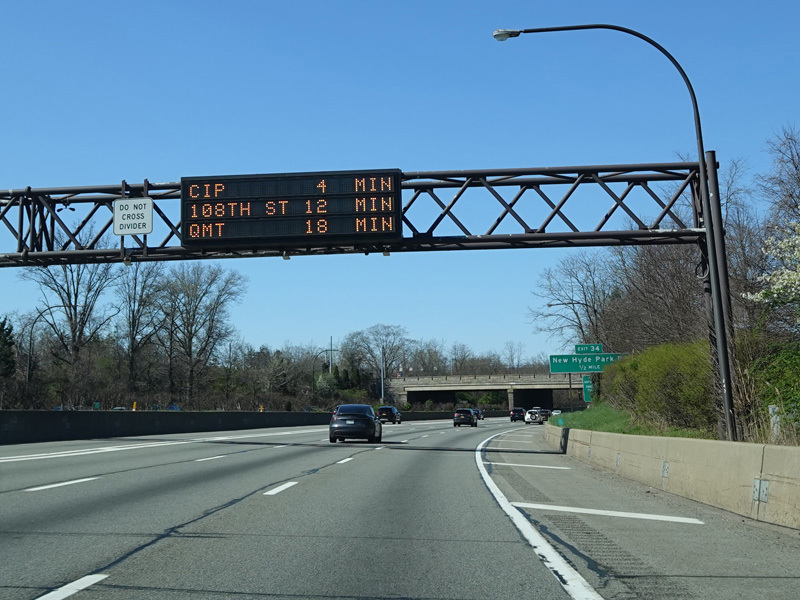 DO NOT
CROSS
DIVIDER
CIP 4 MIN
108TH ST 12 MIN
QMT 18 MIN
EXIT 34
New Hyde Park
1/2 MILE